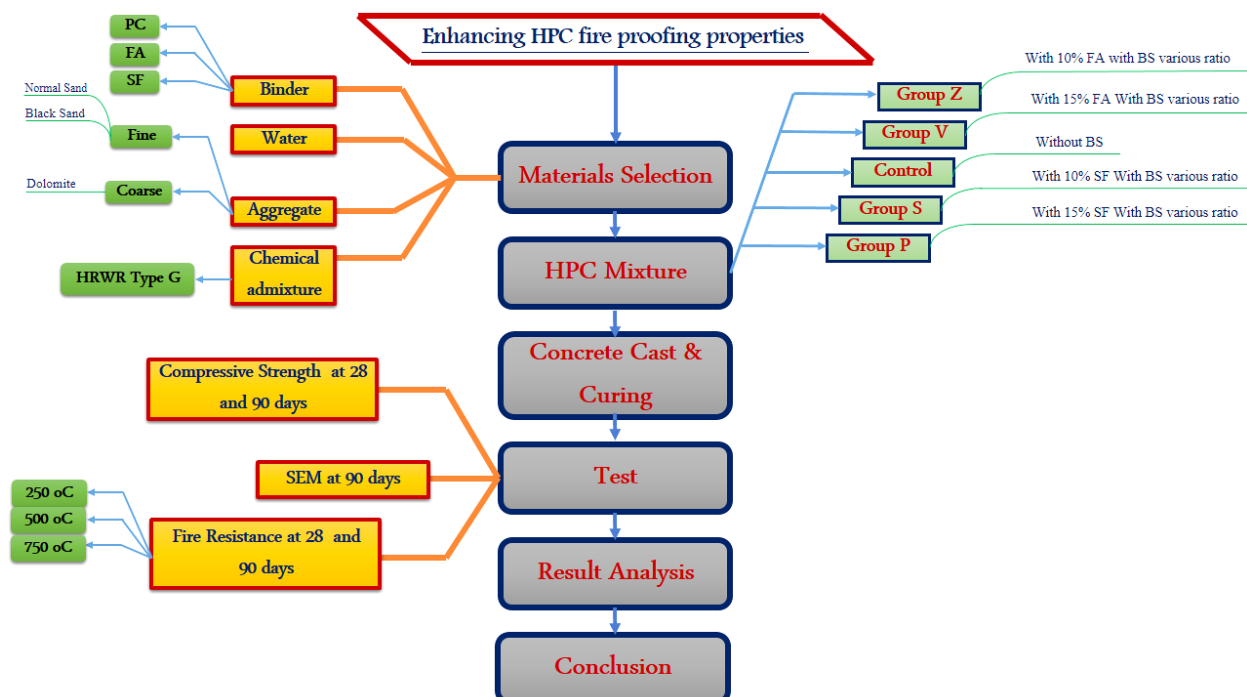 Enhancing HPC fire proofing properties
PC
FA
SF
Binder
Normal Sand
Black Sand
Fine
Water
Dolomite
Coarse
Aggregate
Chemical
admixture
HRWR Type G
Materials Selection
HPC Mixture
With 10% FA with BS various ratio
Group Z
With 15% FA With BS various ratio
Group V
Without BS
Control
With 10% SF With BS various ratio
Group S
With 15% SF With BS various ratio
Group P
Concrete Cast &
Curing
Compressive Strength at 28
and 90 days
Test
SEM at 90 days
250 oC
500 oC
750 oC
Fire Resistance at 28 and
90 days
Result Analysis
Conclusion